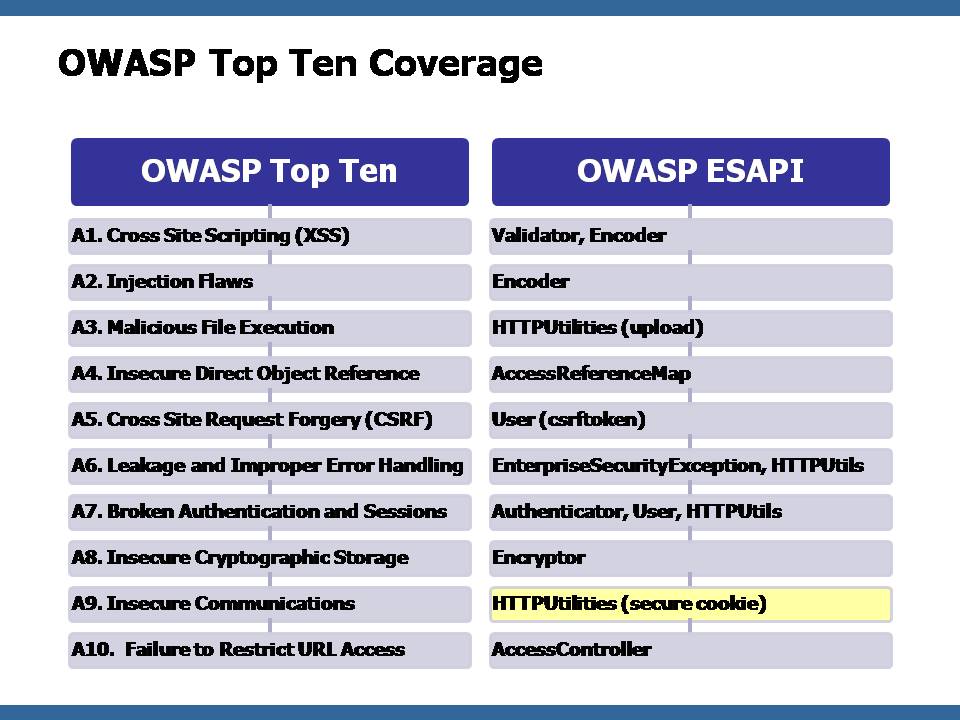 OWASP Top Ten Coverage
OWASP Top Ten
OWASP ESAPI
A1. Cross Site Scripting (XSS)
Validator, Encoder
A2. Injection Flaws
Encoder
A3. Malicious File Execution
HTTPUtilities (upload)
A4. Insecure Direct Object Reference
AccessReferenceMap
A5. Cross Site Request Forgery (CSRF)
User (csrftoken)
A6. Leakage and Improper Error Handling
EnterpriseSecurityException, HTTPUtils
A7. Broken Authentication and Sessions
Authenticator, User, HTTPUtils
A8. Insecure Cryptographic Storage
Encryptor
A9. Insecure Communications
HTTPUtilities (secure cookie)
A10. Failure to Restrict URL Access
AccessController